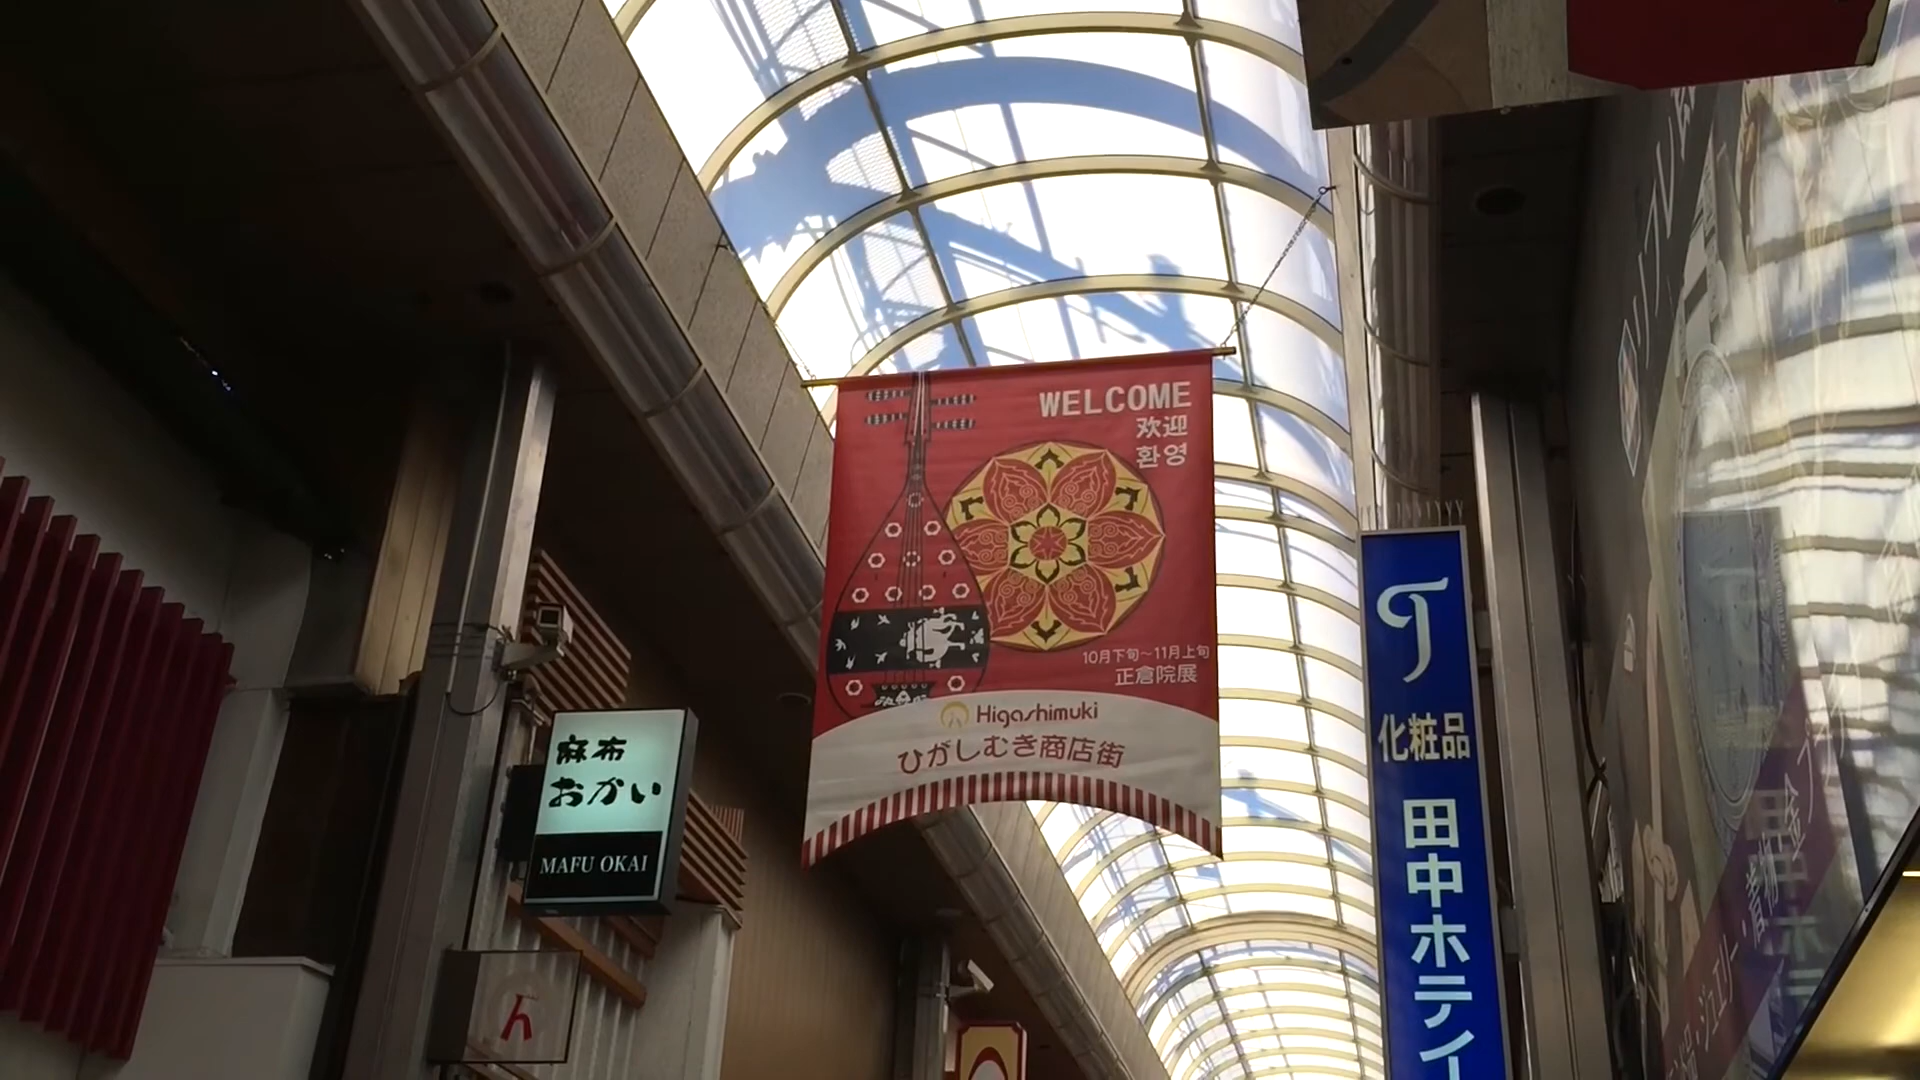 WELCOME
欢迎
환영
10月下旬～11月上旬
正倉院展
Higashimuki
ひがしむき商店街
麻布
おかい
MAFU OKAI
化粧品
田中ホティ